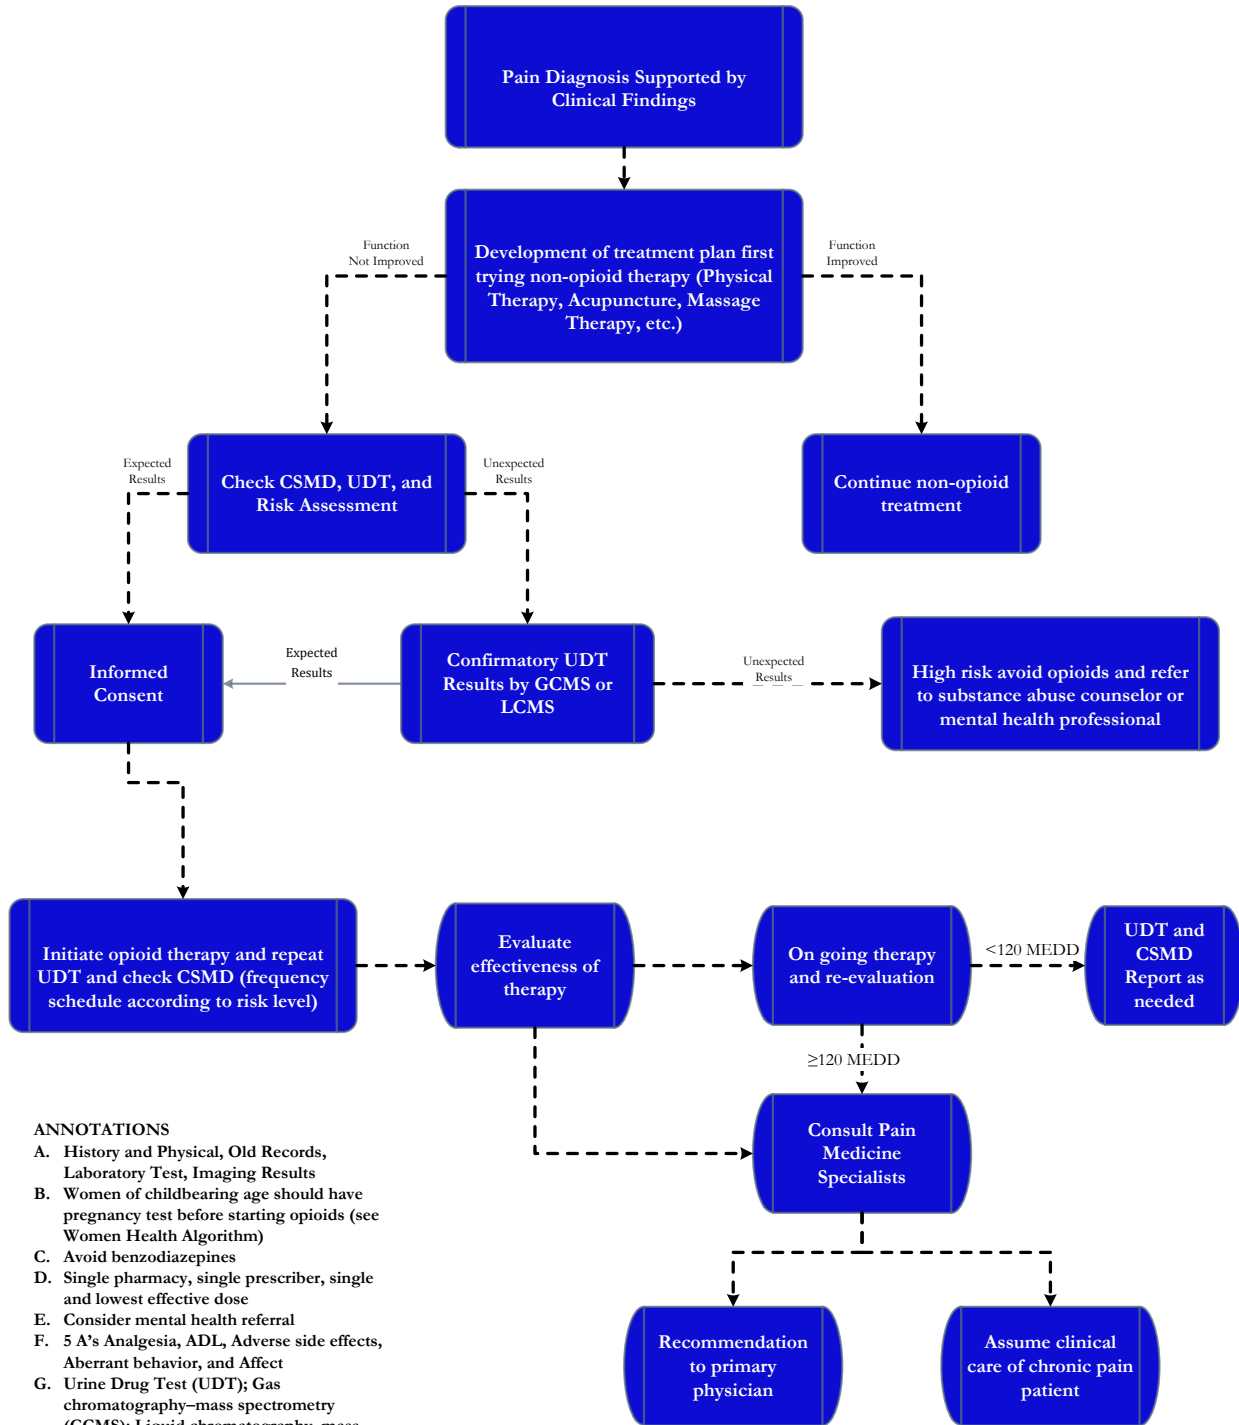 Pain Diagnosis Supported by
Clinical Findings
Function
Not Improved
Development of treatment plan first
trying non-opioid therapy (Physical
Therapy, Acupuncture, Massage
Therapy, etc.)
Function
Improved
Expected
Results
Check CSMD, UDT, and
Risk Assessment
Unexpected
Results
Continue non-opioid
treatment
Informed
Consent
Expected
Results
Confirmatory UDT
Results by GCMS or
LCMS
Unexpected
Results
High risk avoid opioids and refer
to substance abuse counselor or
mental health professional
Initiate opioid therapy and repeat
UDT and check CSMD (frequency
schedule according to risk level)
Evaluate
effectiveness of
therapy
On going therapy
and re-evaluation
<120 MEDD
UDT and
CSMD
Report as
needed
≥120 MEDD
Consult Pain
Medicine
Specialists
Recommendation
to primary
physician
Assume clinical
care of chronic pain
patient
ANNOTATIONS
A. History and Physical, Old Records,
Laboratory Test, Imaging Results
B. Women of childbearing age should have
pregnancy test before starting opioids (see
Women Health Algorithm)
C. Avoid benzodiazepines
D. Single pharmacy, single prescriber, single
and lowest effective dose
E. Consider mental health referral
F. 5 A's Analgesia, ADL, Adverse side effects,
Aberrant behavior, and Affect
G. Urine Drug Test (UDT); Gas
chromatography–mass spectrometry
(GCMS); Liquid chromatography–mass